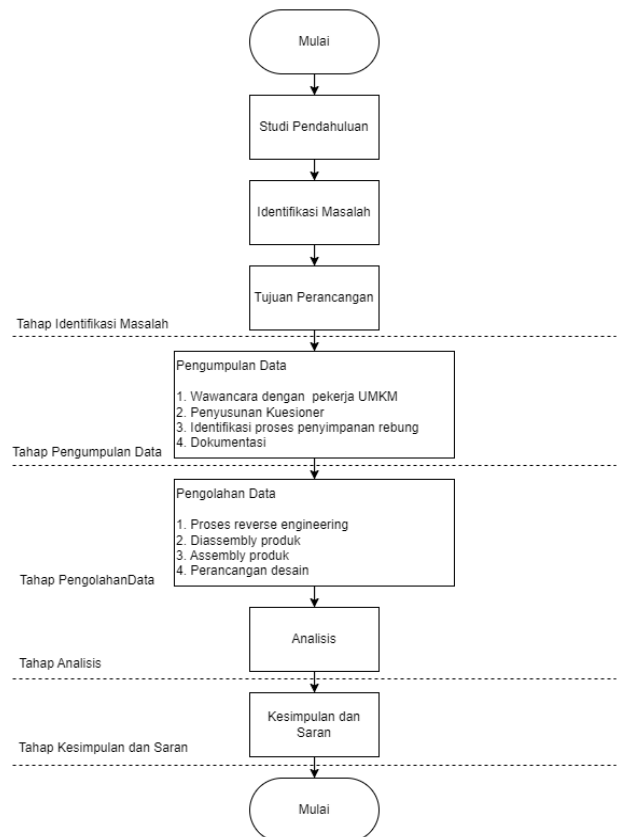 Mulai
Studi Pendahuluan
Identifikasi Masalah
Tujuan Perancangan
Tahap Identifikasi Masalah
Pengumpulan Data
1. Wawancara dengan pekerja UMKM
2. Penyusunan Kuesioner
3. Identifikasi proses penyimpanan rebung
4. Dokumentasi
Tahap Pengumpulan Data
Pengolahan Data
1. Proses reverse engineering
2. Diassembly produk
3. Assembly produk
4. Perancangan desain
Tahap PengolahanData
Analisis
Tahap Analisis
Kesimpulan dan
Saran
Tahap Kesimpulan dan Saran
Mulai